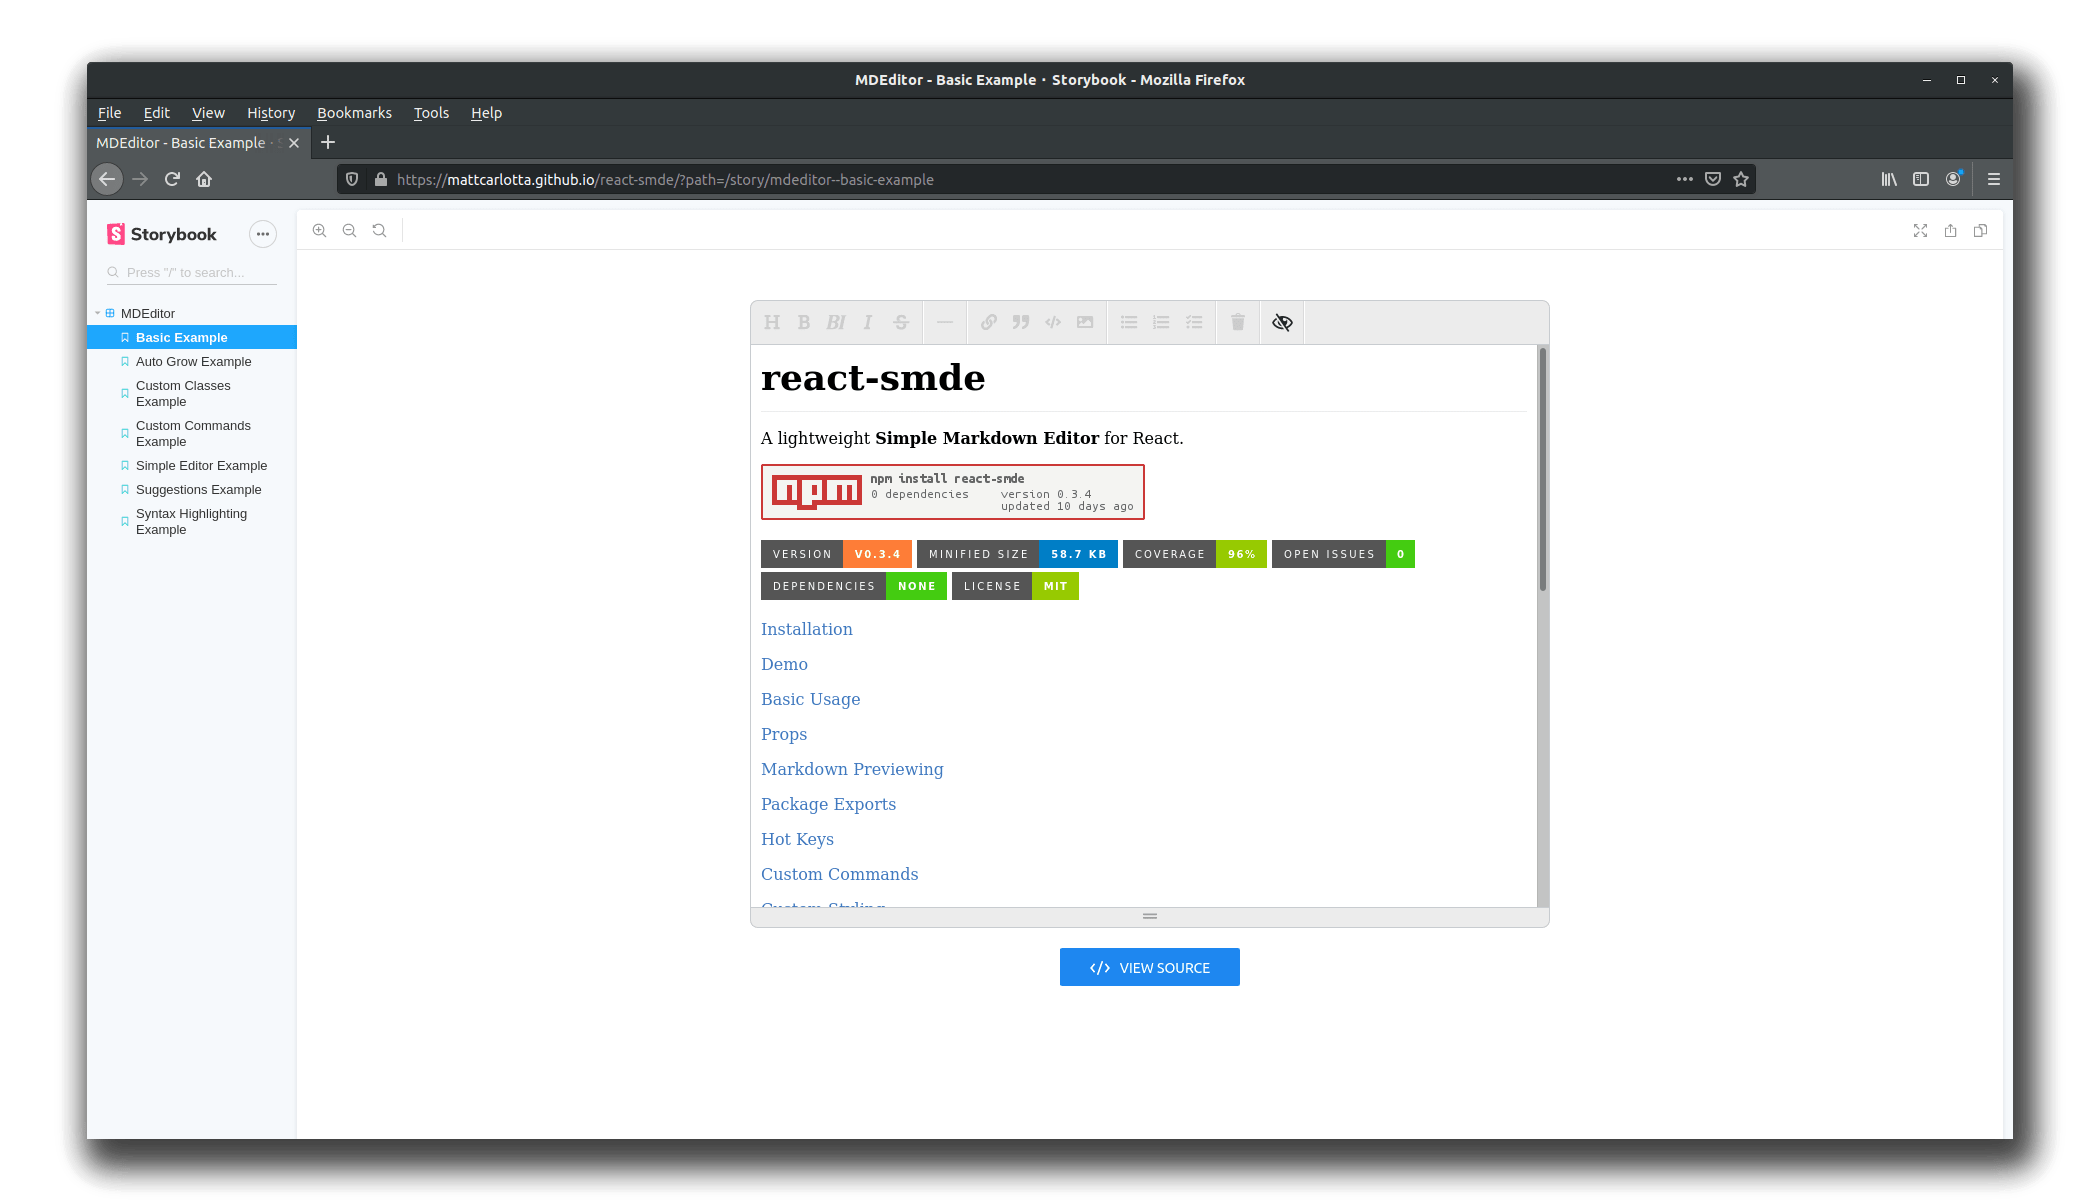 MDEditor - Basic Example · Storybook - Mozilla Firefox
File Edit View History Bookmarks Tools Help
MDEditor - Basic Example ·
https://mattcarlotta.github.io/react-smde/?path=/story/mdeditor--basic-example
Storybook
Press "/" to search...
MDEditor
Basic Example
Auto Grow Example
Custom Classes
Example
Custom Commands
Example
Simple Editor Example
Suggestions Example
Syntax Highlighting
Example
H B BI I S
react-smde
A lightweight Simple Markdown Editor for React.
npm npm install react-smde
0 dependencies version 0.3.4
updated 10 days ago
VERSION V0.3.4 MINIFIED SIZE 58.7 KB COVERAGE 96% OPEN ISSUES 0
DEPENDENCIES NONE LICENSE MIT
Installation
Demo
Basic Usage
Props
Markdown Previewing
Package Exports
Hot Keys
Custom Commands
Custom Styling
</> VIEW SOURCE